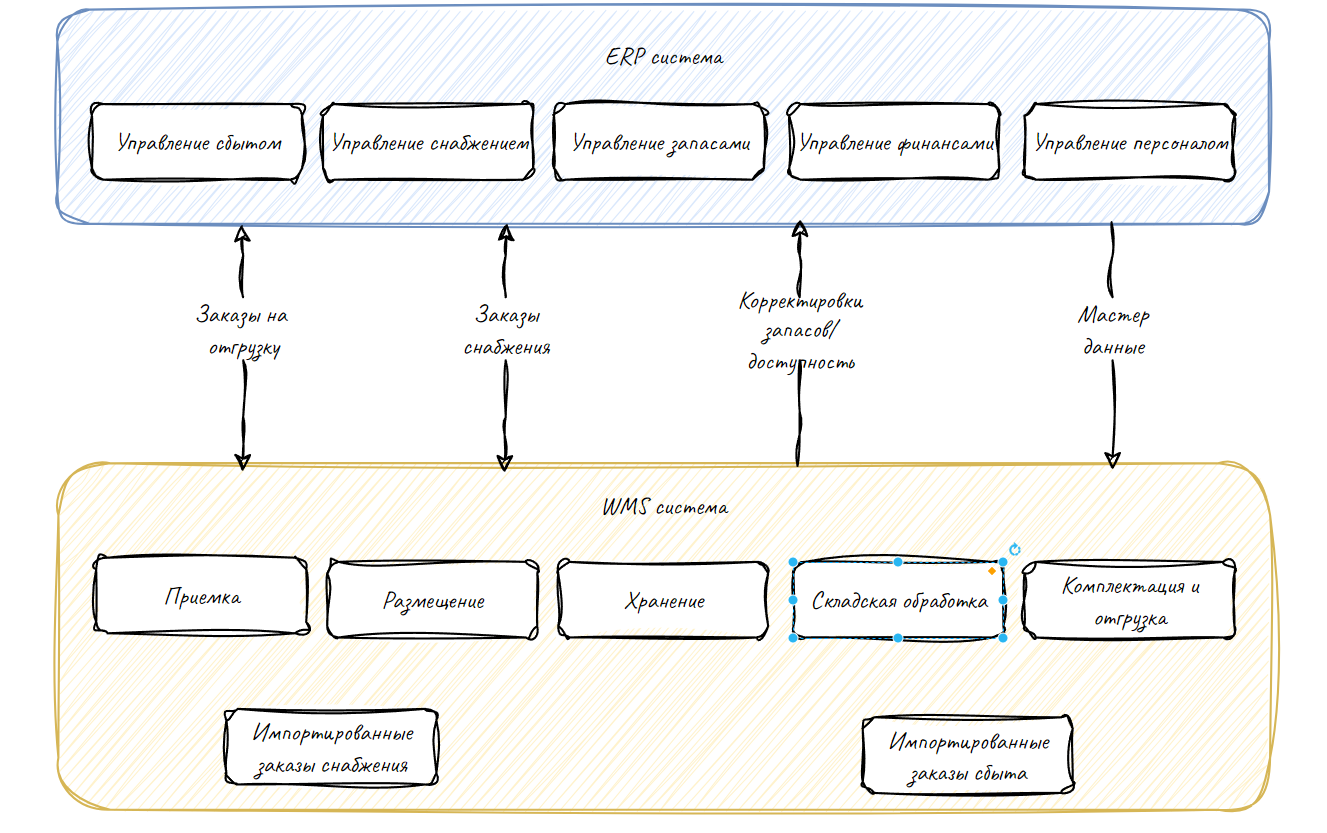 ERP система
Управление сбытом
Управление снабжением
Управление запасами
Управление финансами
Управление персоналом
Заказы на
отгрузку
Заказы
снабжения
Корректировки
запасов/
доступность
Мастер
данные
WMS система
Приемка
Размещение
Хранение
Складская обработка
Комплектация и
отгрузка
Импортированные
заказы снабжения
Импортированные
заказы сбыта